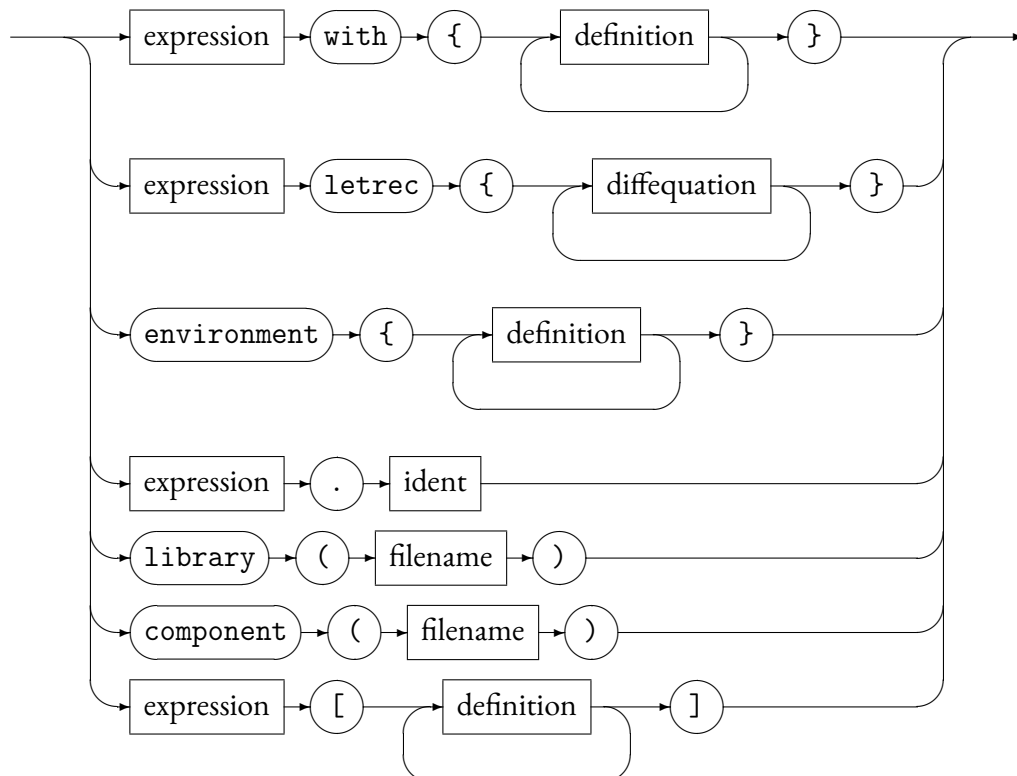 expression with { definition }
expression letrec { diffequation }
environment { definition }
expression . ident
library ( filename )
component ( filename )
expression [ definition ]